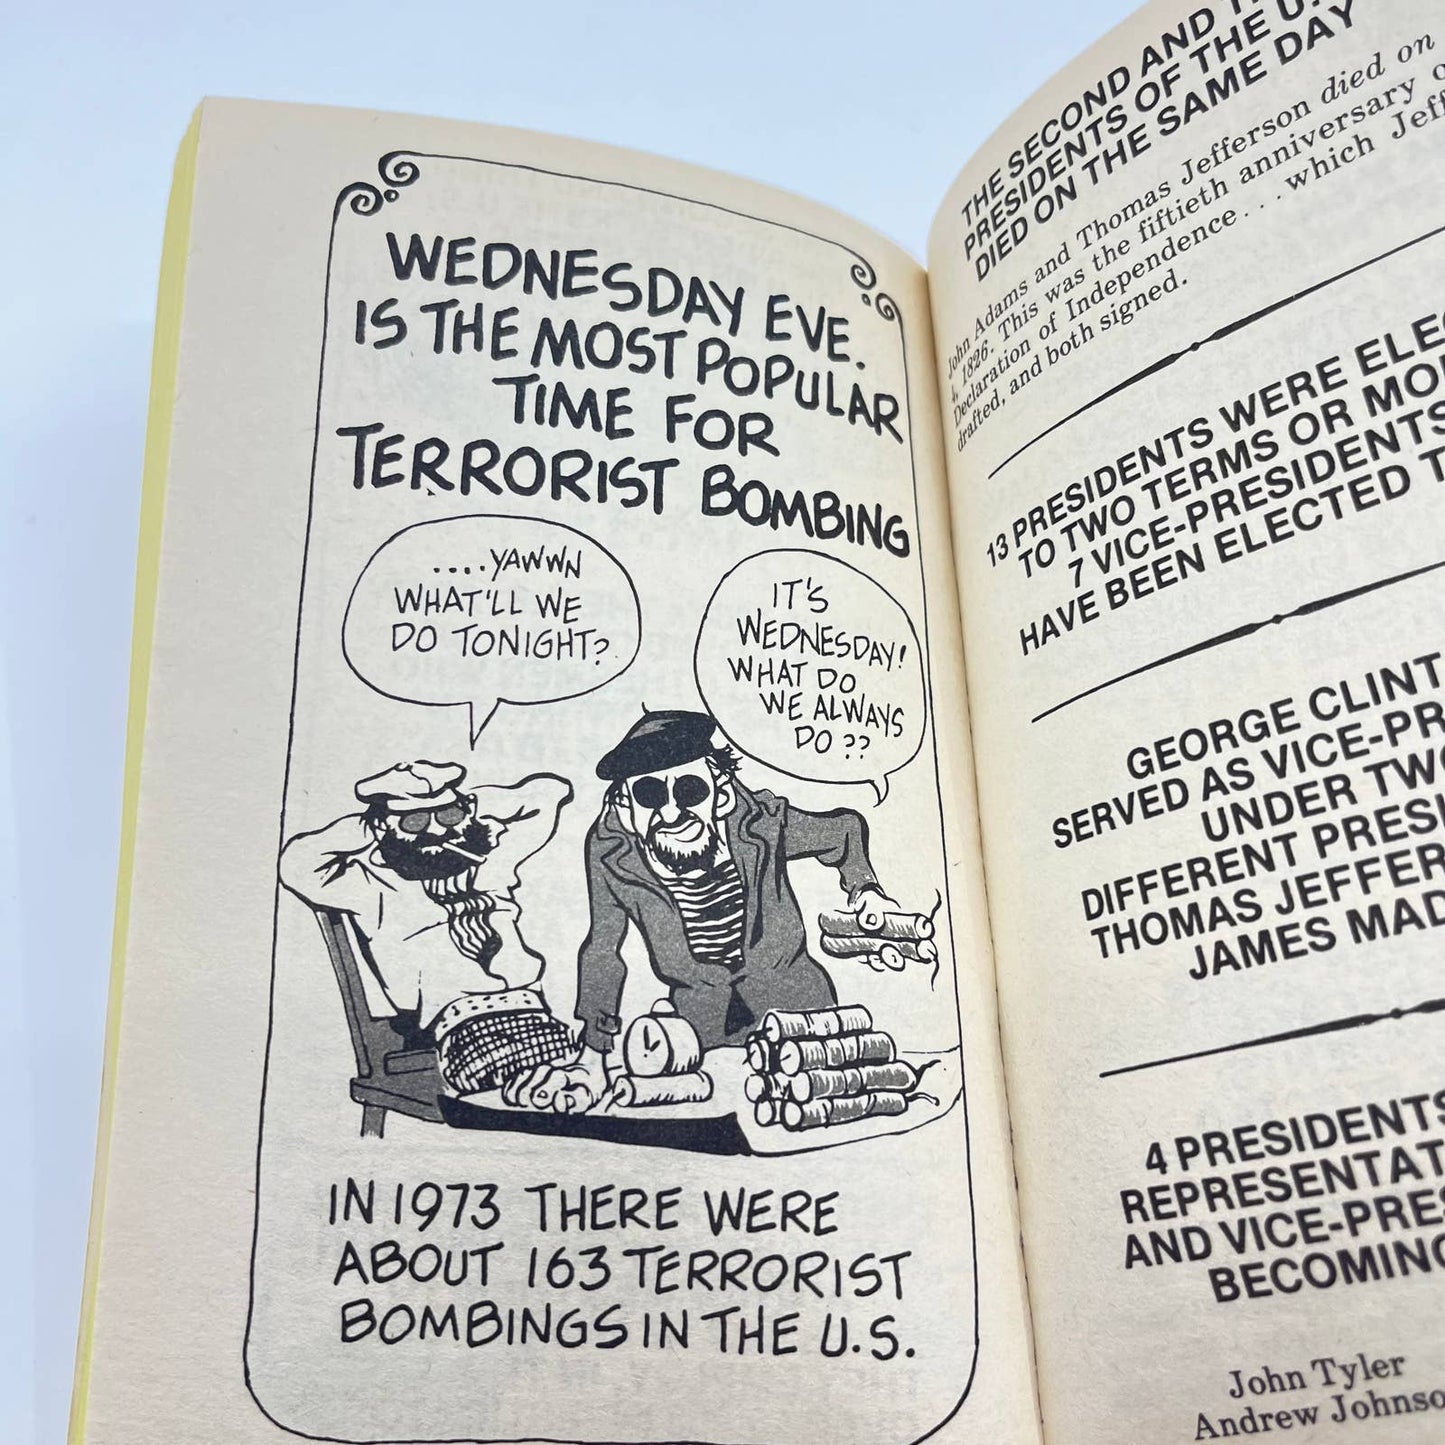 WEDNESDAY EVE.
IS THE MOST POPULAR
TIME FOR
TERRORIST BOMBING
....YAWWN
WHAT'LL WE
DO TONIGHT?
IT'S
WEDNESDAY!
WHAT DO
WE ALWAYS
DO ??
IN 1973 THERE WERE
ABOUT 163 TERRORIST
BOMBINGS IN THE U.S.
THE SECOND AND
PRESIDENTS OF THE U.
DIED ON THE SAME DAY
John Adams and Thomas Jefferson died on
4, 1826. This was the fiftieth anniversary
Declaration of Independence . . . which
drafted, and both signed.
13 PRESIDENTS WERE
TO TWO TERMS OR
7 VICE-PRESIDENTS
HAVE BEEN ELECTED
GEORGE
SERVED AS
UNDER
DIFFERENT
THOMAS
JAMES
4 PRESIDENTS
AND
John Tyler
Andrew